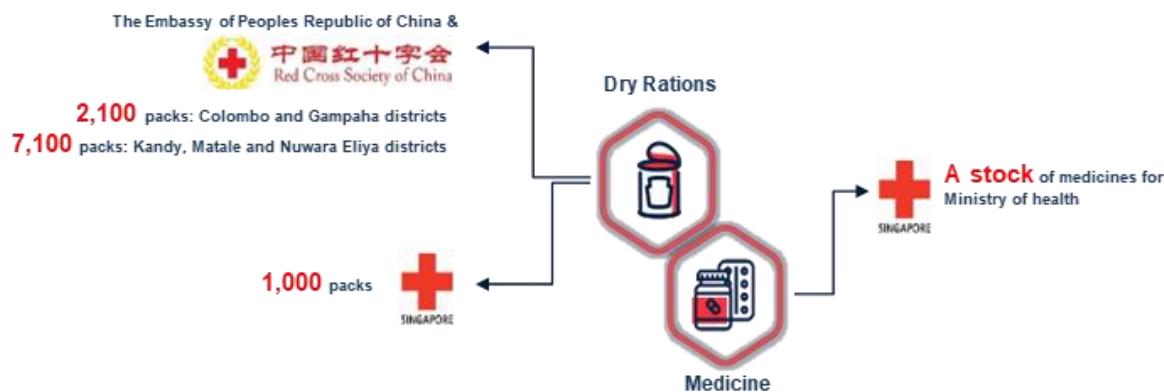 The Embassy of Peoples Republic of China &
中国红十字会
Red Cross Society of China
2,100 packs: Colombo and Gampaha districts
7,100 packs: Kandy, Matale and Nuwara Eliya districts
Dry Rations
A stock of medicines for
Ministry of health
SINGAPORE
1,000 packs
SINGAPORE
Medicine